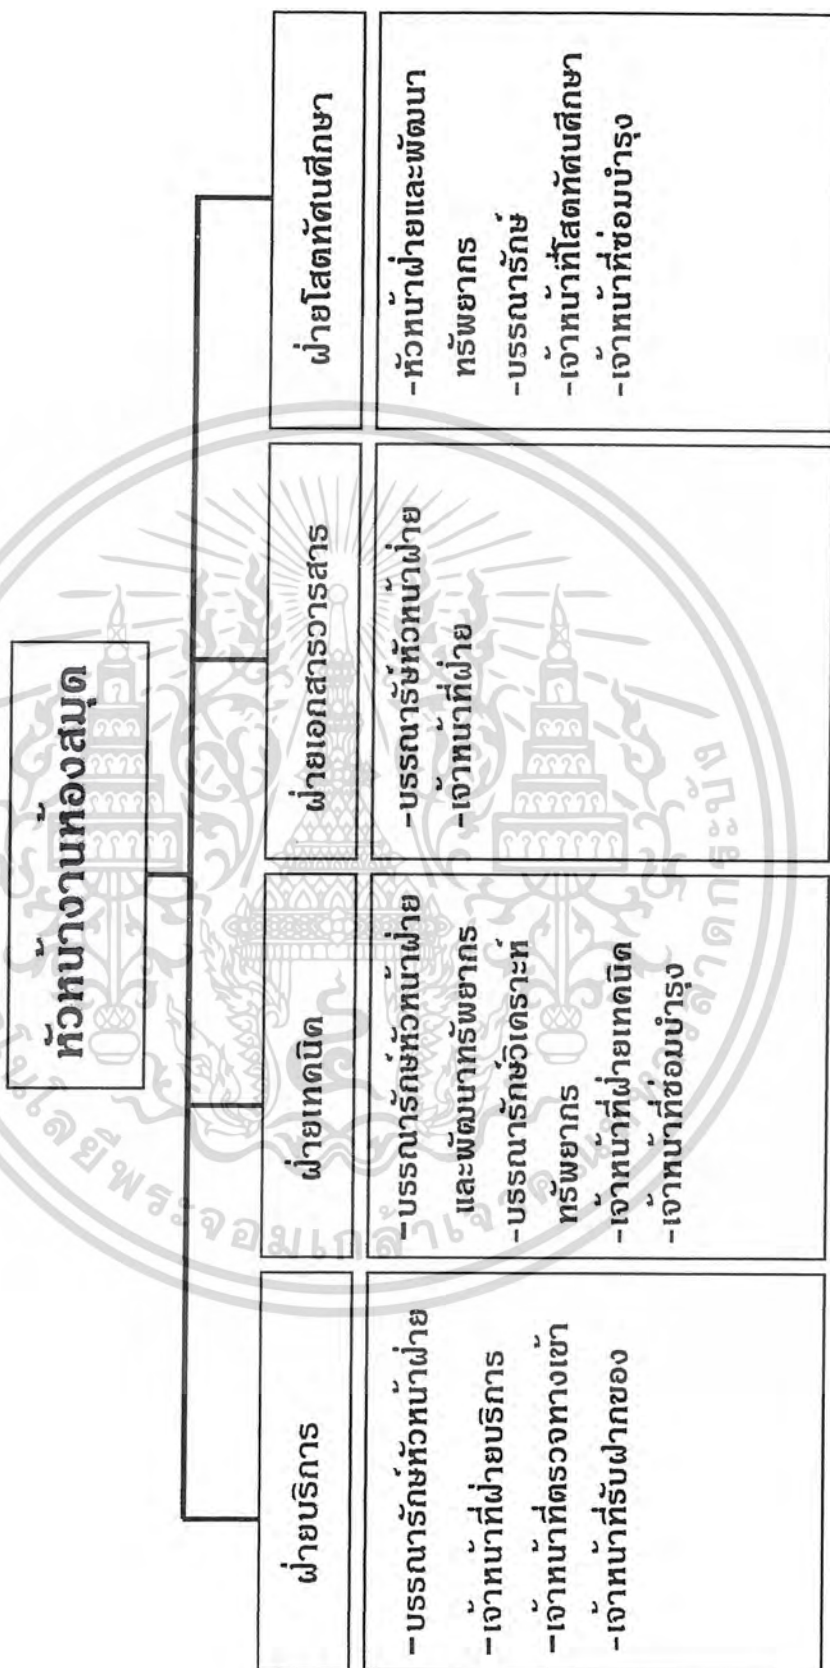 หัวหน้างานห้องสมุด
ฝ่ายบริการ
-บรรณารักษ์หัวหน้าฝ่าย
-เจ้าหน้าที่ฝ่ายบริการ
-เจ้าหน้าที่ตรวจทางเข้า
-เจ้าหน้าที่รับฝากของ
ฝ่ายเทคนิค
-บรรณารักษ์หัวหน้าฝ่าย
และพัฒนาทรัพยากร
-บรรณารักษ์วิเคราะห์
ทรัพยากร
-เจ้าหน้าที่ฝ่ายเทคนิค
-เจ้าหน้าที่ซ่อมบำรุง
ฝ่ายเอกสารวารสาร
-บรรณารัษ์หัวหน้าฝ่าย
-เจ้าหน้าที่ฝ่าย
ฝ่ายโสตทัศนศึกษา
-หัวหน้าฝ่ายและพัฒนา
ทรัพยากร
-บรรณารักษ์
-เจ้าหน้าที่โสตทัศนศึกษา
-เจ้าหน้าที่ซ่อมบำรุง